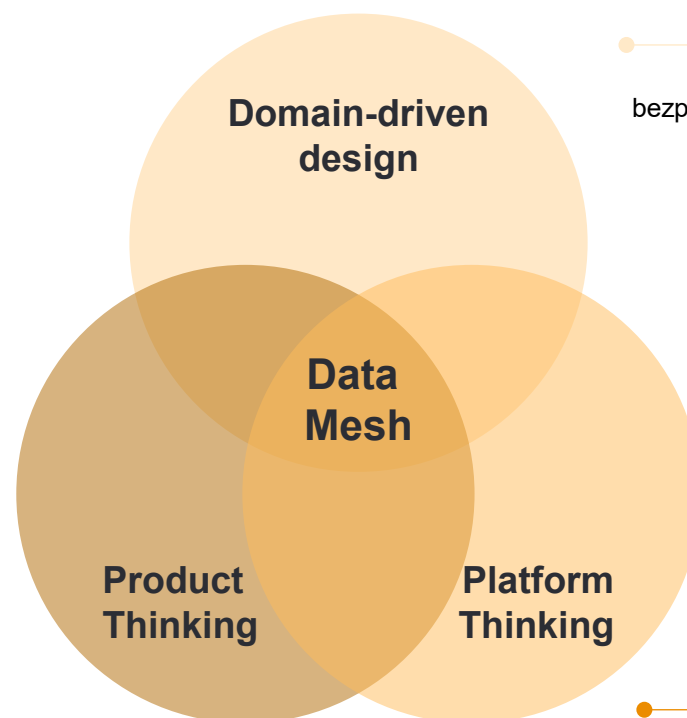 Domain-driven
design
bezp
Data
Mesh
Product
Thinking
Platform
Thinking